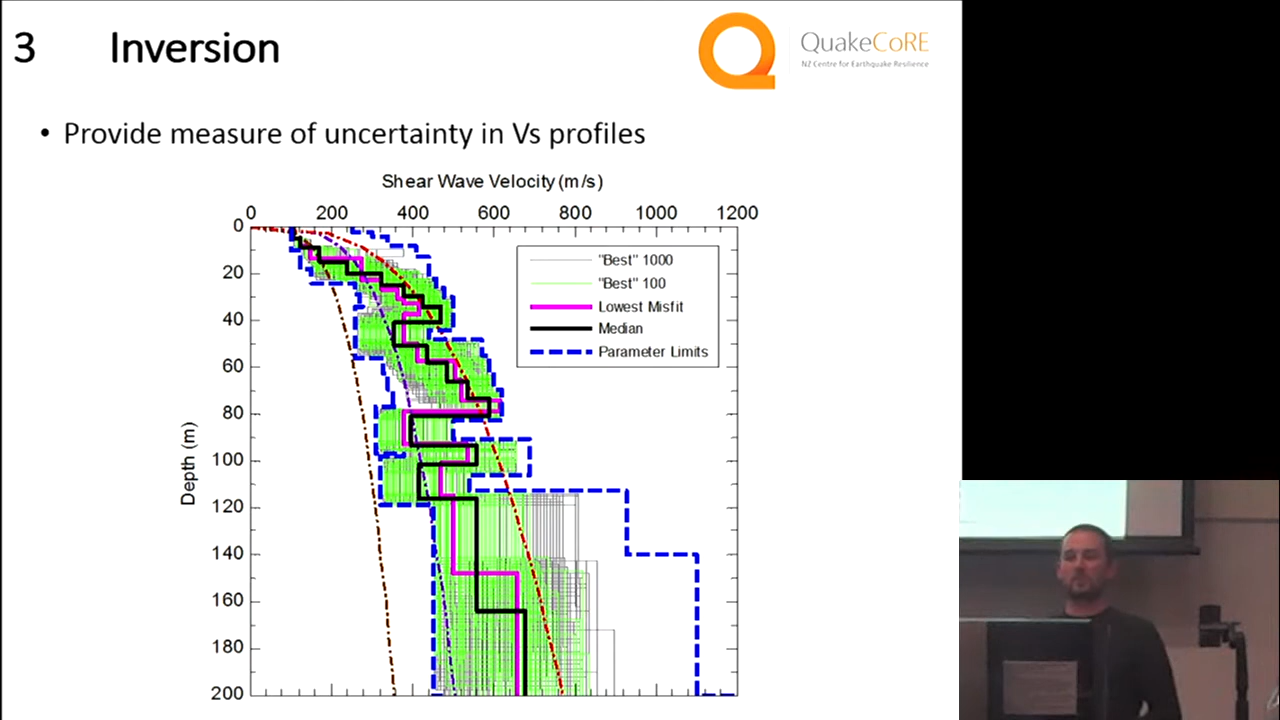 3 Inversion
QuakeCoRE
NZ Centre for Earthquake Resilience
• Provide measure of uncertainty in Vs profiles
Shear Wave Velocity (m/s)
0 200 400 600 800 1000 1200
0
20
40
60
80
100
120
140
160
180
200
Depth (m)
"Best" 1000
"Best" 100
Lowest Misfit
Median
Parameter Limits